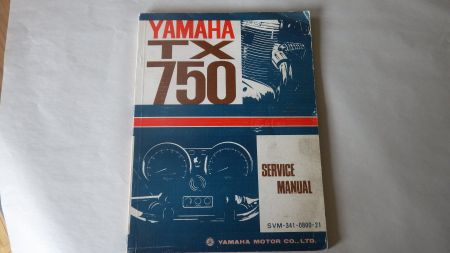 YAMAHA
TX
750
SERVICE
MANUAL
SVM-341-0800-21
YAMAHA MOTOR CO., LTD.